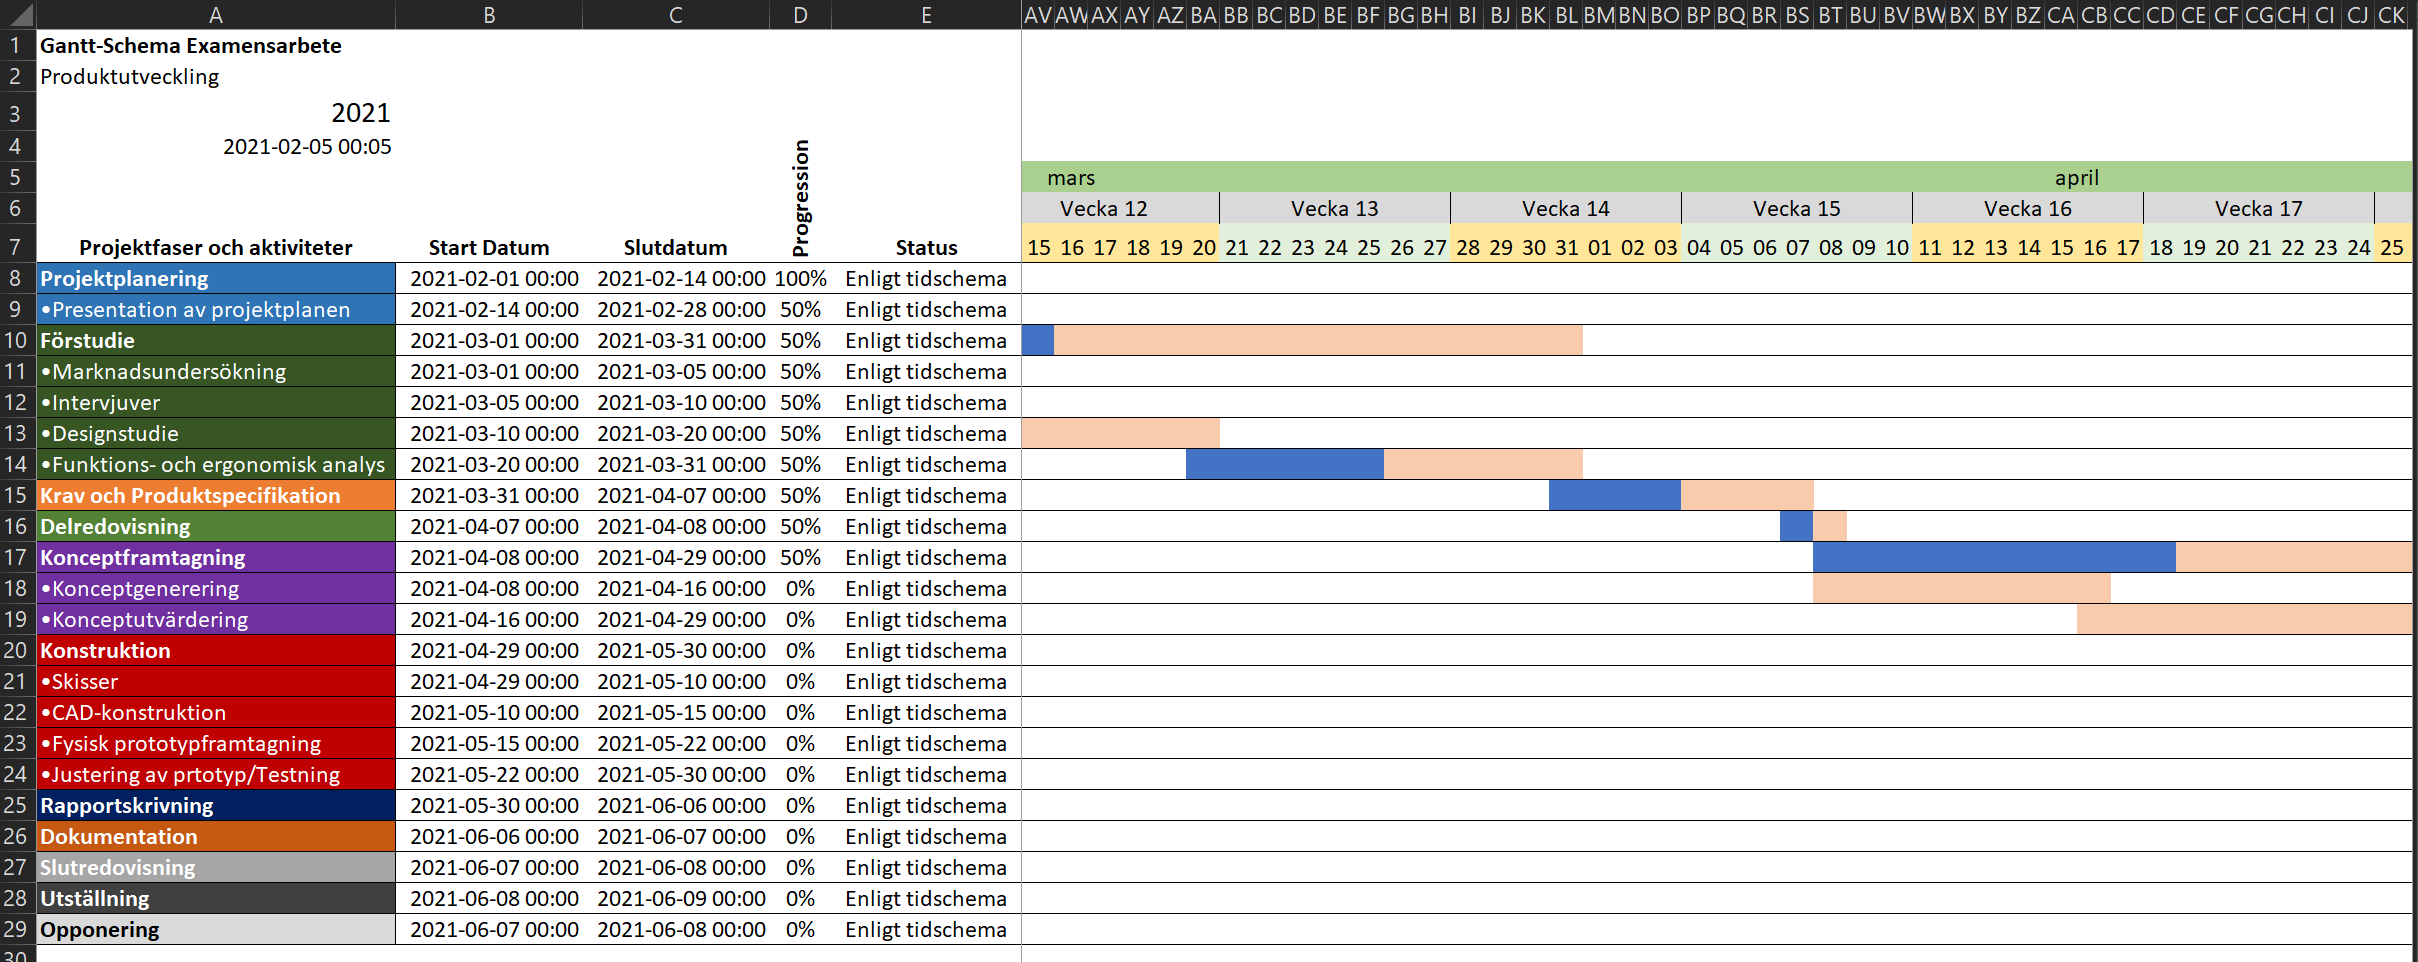 A B C D E AV AW AX AY AZ BA BB BC BD BE BF BG BH BI BJ BK BL BM BN BO BP BQ BR BS BT BU BV BW BX BY BZ CA CB CC CD CE CF CG CH CI CJ CK
1 Gantt-Schema Examensarbete
2 Produktutveckling
3 2021
4 2021-02-05 00:05
5 mars april
6 Vecka 12 Vecka 13 Vecka 14 Vecka 15 Vecka 16 Vecka 17
7 Projektfaser och aktiviteter Start Datum Slutdatum Progression Status 15 16 17 18 19 20 21 22 23 24 25 26 27 28 29 30 31 01 02 03 04 05 06 07 08 09 10 11 12 13 14 15 16 17 18 19 20 21 22 23 24 25
8 Projektplanering 2021-02-01 00:00 2021-02-14 00:00 100% Enligt tidschema
9 •Presentation av projektplanen 2021-02-14 00:00 2021-02-28 00:00 50% Enligt tidschema
10 Förstudie 2021-03-01 00:00 2021-03-31 00:00 50% Enligt tidschema
11 •Marknadsundersökning 2021-03-01 00:00 2021-03-05 00:00 50% Enligt tidschema
12 •Intervjuver 2021-03-05 00:00 2021-03-10 00:00 50% Enligt tidschema
13 •Designstudie 2021-03-10 00:00 2021-03-20 00:00 50% Enligt tidschema
14 •Funktions- och ergonomisk analys 2021-03-20 00:00 2021-03-31 00:00 50% Enligt tidschema
15 Krav och Produktspecifikation 2021-03-31 00:00 2021-04-07 00:00 50% Enligt tidschema
16 Delredovisning 2021-04-07 00:00 2021-04-08 00:00 50% Enligt tidschema
17 Konceptframtagning 2021-04-08 00:00 2021-04-29 00:00 50% Enligt tidschema
18 •Konceptgenerering 2021-04-08 00:00 2021-04-16 00:00 0% Enligt tidschema
19 •Konceptutvärdering 2021-04-16 00:00 2021-04-29 00:00 0% Enligt tidschema
20 Konstruktion 2021-04-29 00:00 2021-05-30 00:00 0% Enligt tidschema
21 •Skisser 2021-04-29 00:00 2021-05-10 00:00 0% Enligt tidschema
22 •CAD-konstruktion 2021-05-10 00:00 2021-05-15 00:00 0% Enligt tidschema
23 •Fysisk prototypframtagning 2021-05-15 00:00 2021-05-22 00:00 0% Enligt tidschema
24 •Justering av prtotyp/Testning 2021-05-22 00:00 2021-05-30 00:00 0% Enligt tidschema
25 Rapportskrivning 2021-05-30 00:00 2021-06-06 00:00 0% Enligt tidschema
26 Dokumentation 2021-06-06 00:00 2021-06-07 00:00 0% Enligt tidschema
27 Slutredovisning 2021-06-07 00:00 2021-06-08 00:00 0% Enligt tidschema
28 Utställning 2021-06-08 00:00 2021-06-09 00:00 0% Enligt tidschema
29 Opponering 2021-06-07 00:00 2021-06-08 00:00 0% Enligt tidschema
30